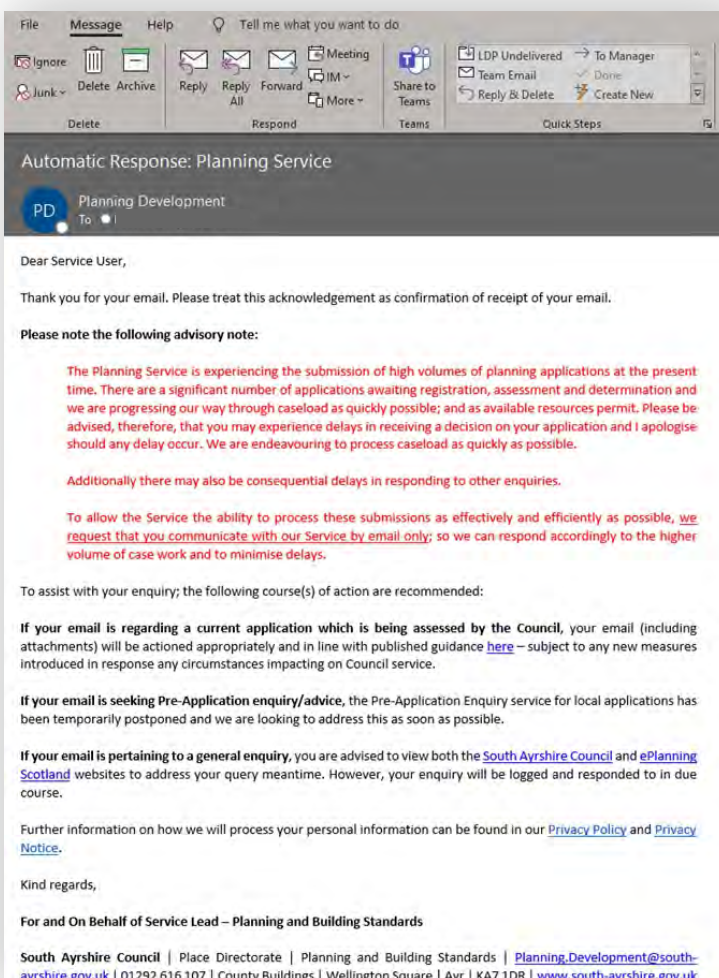 File Message Help Tell me what you want to do
Ignore
Junk
Delete Archive
Reply Reply All Forward
Meeting
IM
More
Share to Teams
LDP Undelivered To Manager
Team Email Done
Reply & Delete Create New
Delete Respond Teams Quick Steps
Automatic Response: Planning Service
PD
Planning Development
To
Dear Service User,
Thank you for your email. Please treat this acknowledgement as confirmation of receipt of your email.
Please note the following advisory note:
The Planning Service is experiencing the submission of high volumes of planning applications at the present
time. There are a significant number of applications awaiting registration, assessment and determination and
we are progressing our way through caseload as quickly possible; and as available resources permit. Please be
advised, therefore, that you may experience delays in receiving a decision on your application and I apologise
should any delay occur. We are endeavouring to process caseload as quickly as possible.
Additionally there may also be consequential delays in responding to other enquiries.
To allow the Service the ability to process these submissions as effectively and efficiently as possible, we
request that you communicate with our Service by email only; so we can respond accordingly to the higher
volume of case work and to minimise delays.
To assist with your enquiry; the following course(s) of action are recommended:
If your email is regarding a current application which is being assessed by the Council, your email (including
attachments) will be actioned appropriately and in line with published guidance here – subject to any new measures
introduced in response any circumstances impacting on Council service.
If your email is seeking Pre-Application enquiry/advice, the Pre-Application Enquiry service for local applications has
been temporarily postponed and we are looking to address this as soon as possible.
If your email is pertaining to a general enquiry, you are advised to view both the South Ayrshire Council and ePlanning
Scotland websites to address your query meantime. However, your enquiry will be logged and responded to in due
course.
Further information on how we will process your personal information can be found in our Privacy Policy and Privacy
Notice.
Kind regards,
For and On Behalf of Service Lead – Planning and Building Standards
South Ayrshire Council | Place Directorate | Planning and Building Standards | Planning.Development@south-
ayrshire.gov.uk | 01292 616 107 | County Buildings | Wellington Square | Ayr | KA7 1DR | www.south-ayrshire.gov.uk